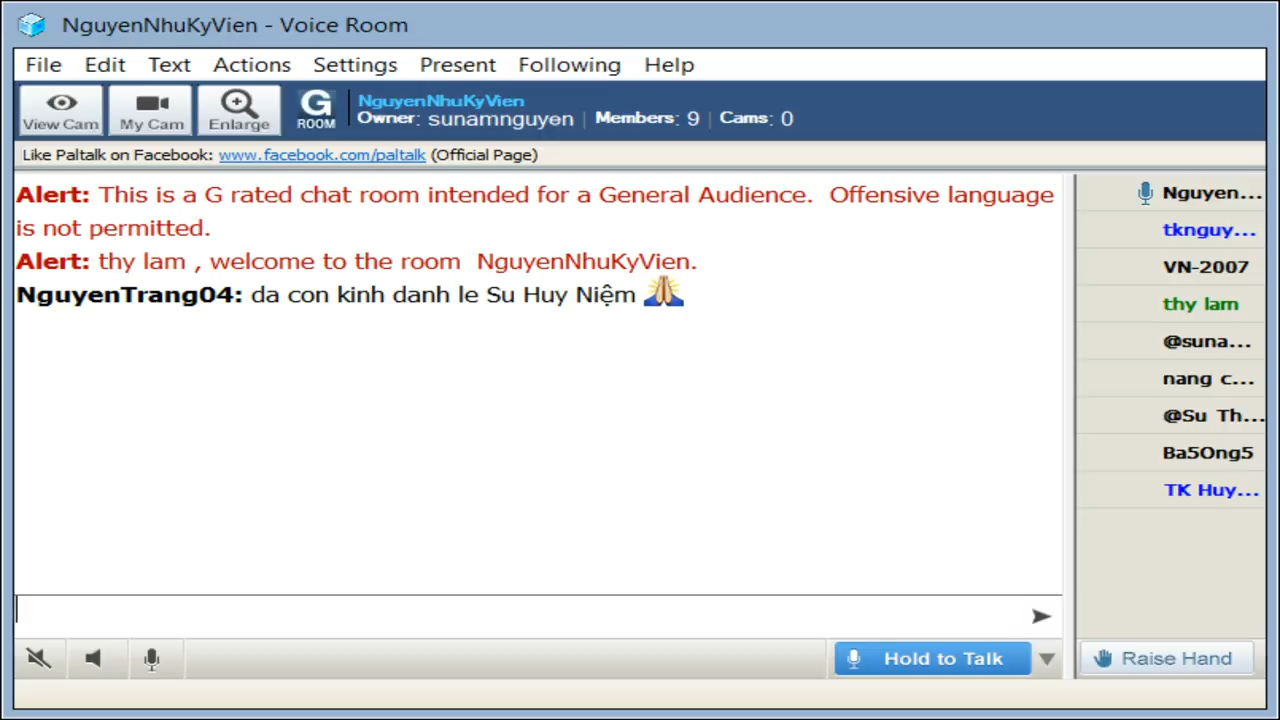 NguyenNhuKyVien - Voice Room
File Edit Text Actions Settings Present Following Help
View Cam My Cam Enlarge G ROOM
NguyenNhuKyVien
Owner: sunamnguyen | Members: 9 | Cams: 0
Like Paltalk on Facebook: www.facebook.com/paltalk (Official Page)
Alert: This is a G rated chat room intended for a General Audience. Offensive language
is not permitted.
Alert: thy lam , welcome to the room NguyenNhuKyVien.
NguyenTrang04: da con kinh danh le Su Huy Niệm 🙏
Nguyen...
tknguy...
VN-2007
thy lam
@suna...
nang c...
@Su Th...
Ba5Ong5
TK Huy...
Hold to Talk
Raise Hand